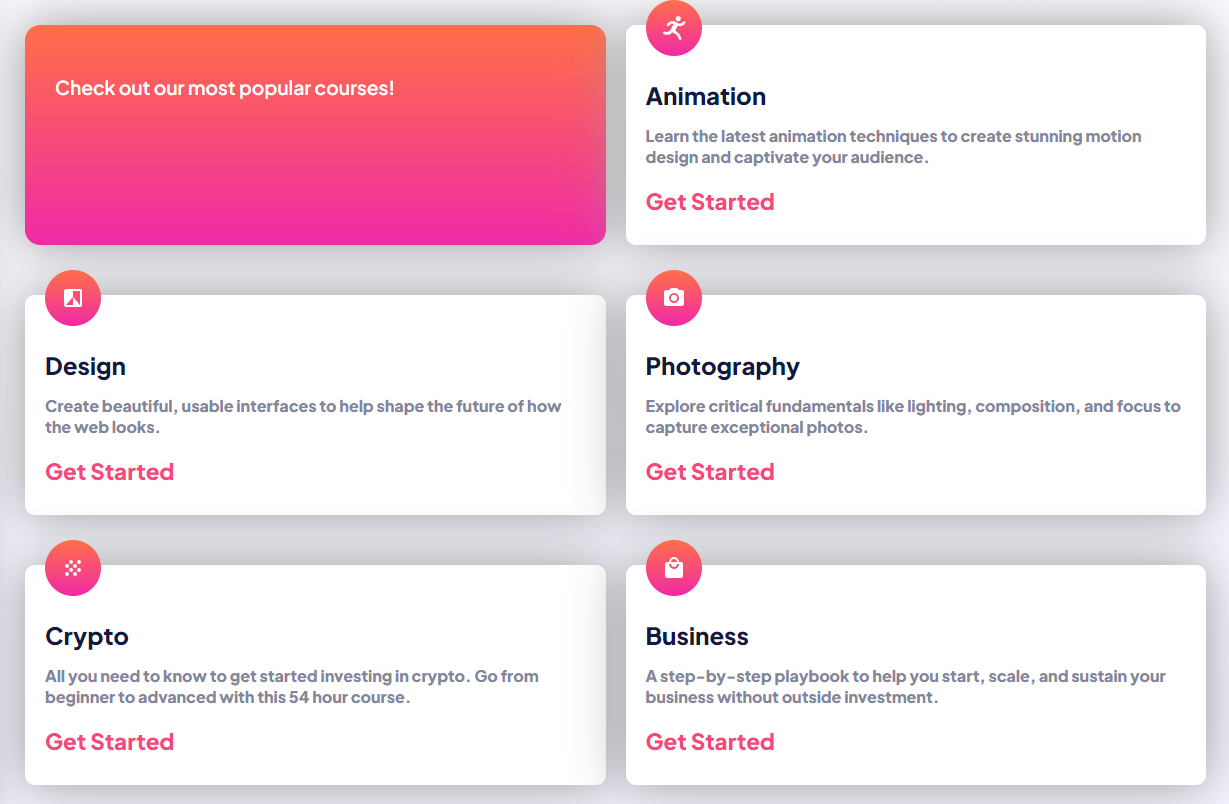 Check out our most popular courses!
Animation
Learn the latest animation techniques to create stunning motion
design and captivate your audience.
Get Started
Design
Create beautiful, usable interfaces to help shape the future of how
the web looks.
Get Started
Photography
Explore critical fundamentals like lighting, composition, and focus to
capture exceptional photos.
Get Started
Crypto
All you need to know to get started investing in crypto. Go from
beginner to advanced with this 54 hour course.
Get Started
Business
A step-by-step playbook to help you start, scale, and sustain your
business without outside investment.
Get Started